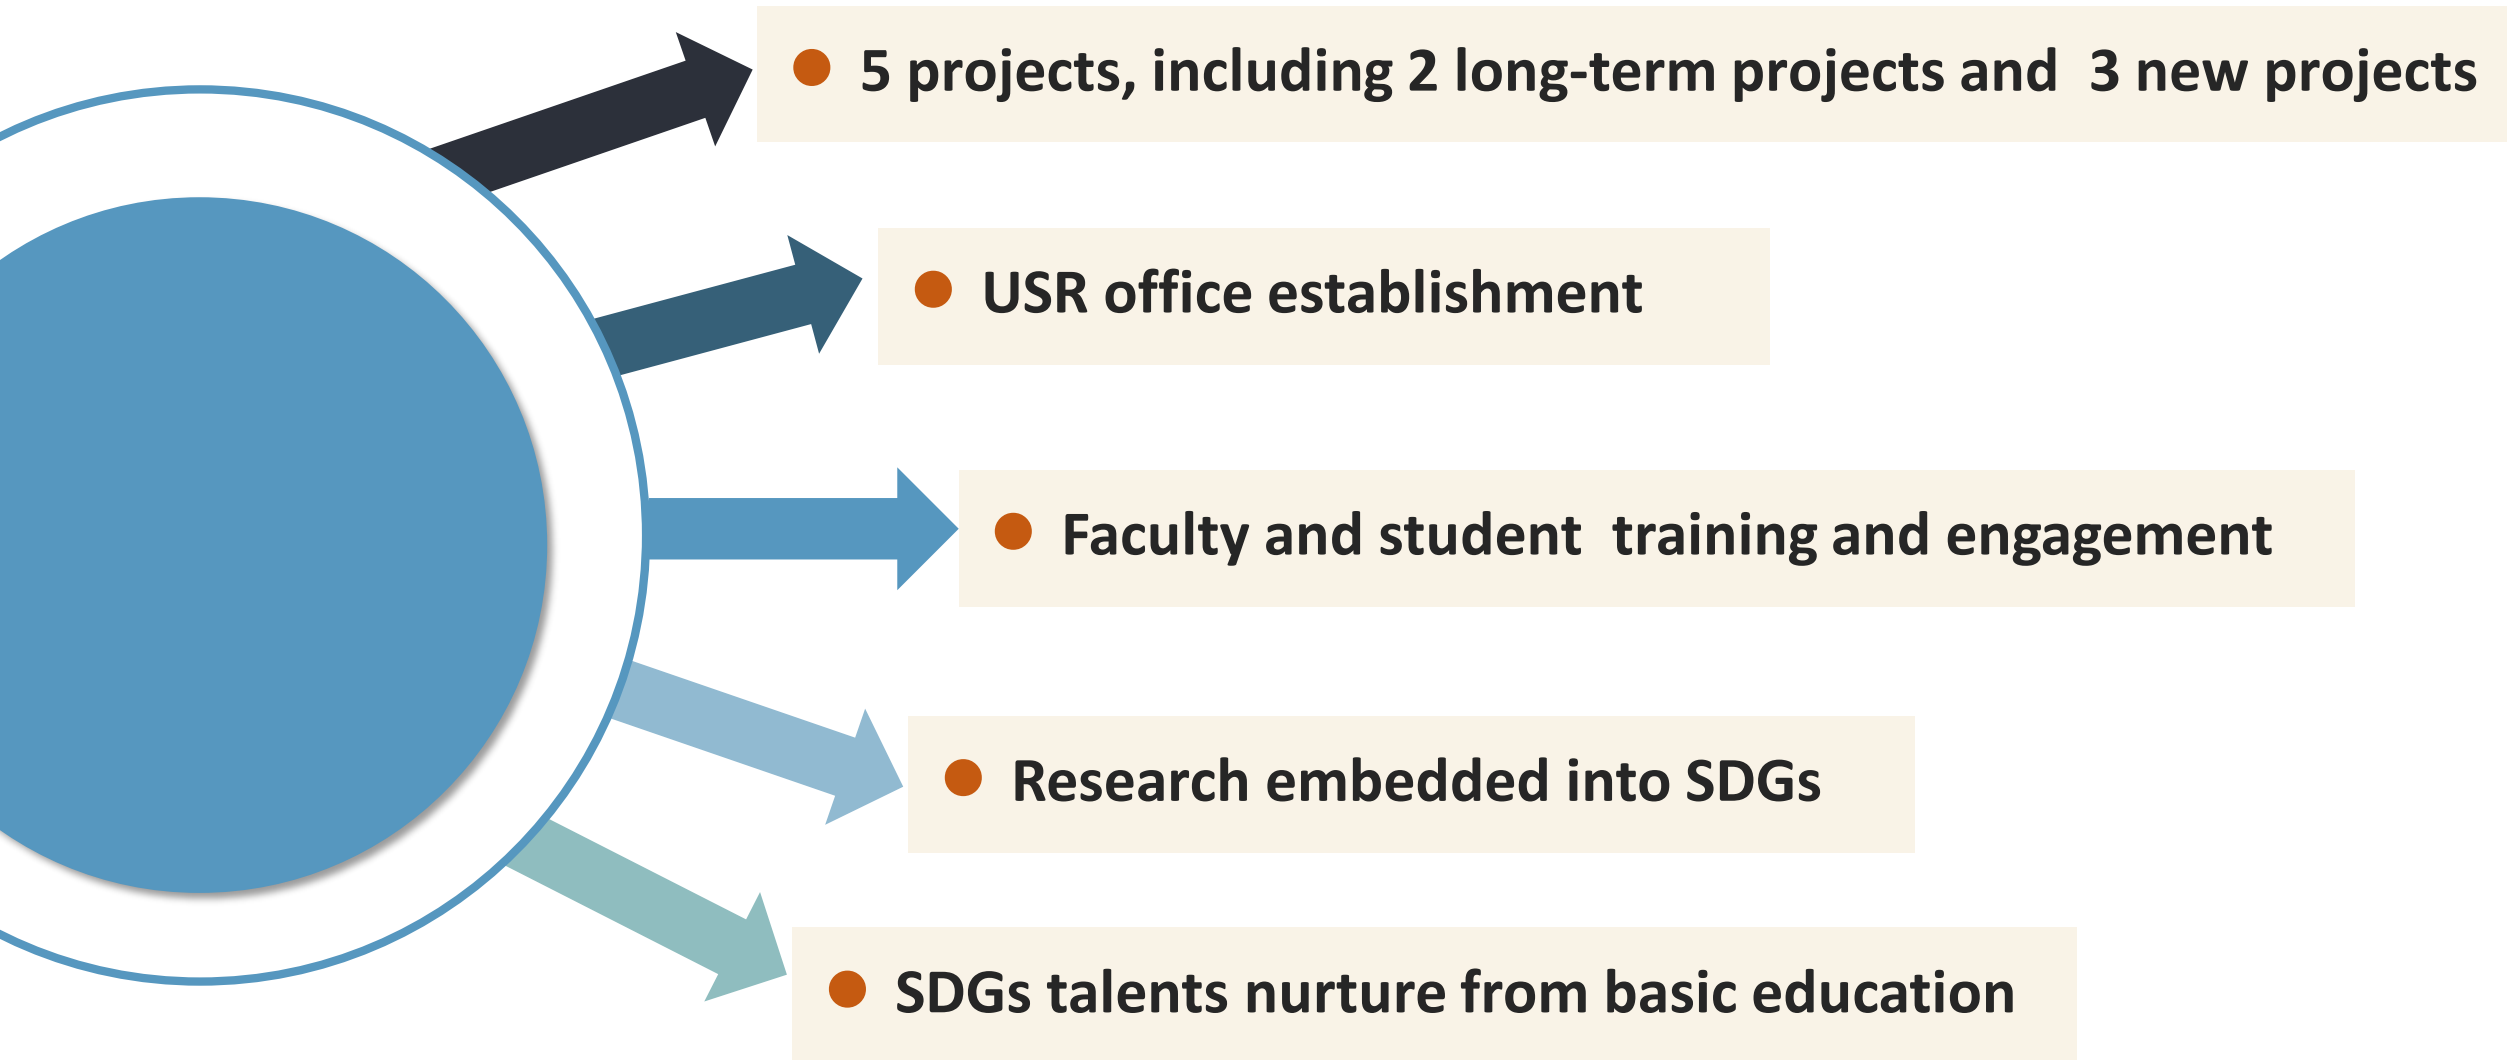 5 projects, including 2 long-term projects and 3 new projects
USR office establishment
Faculty and student training and engagement
Research embedded into SDGs
SDGs talents nurture from basic education